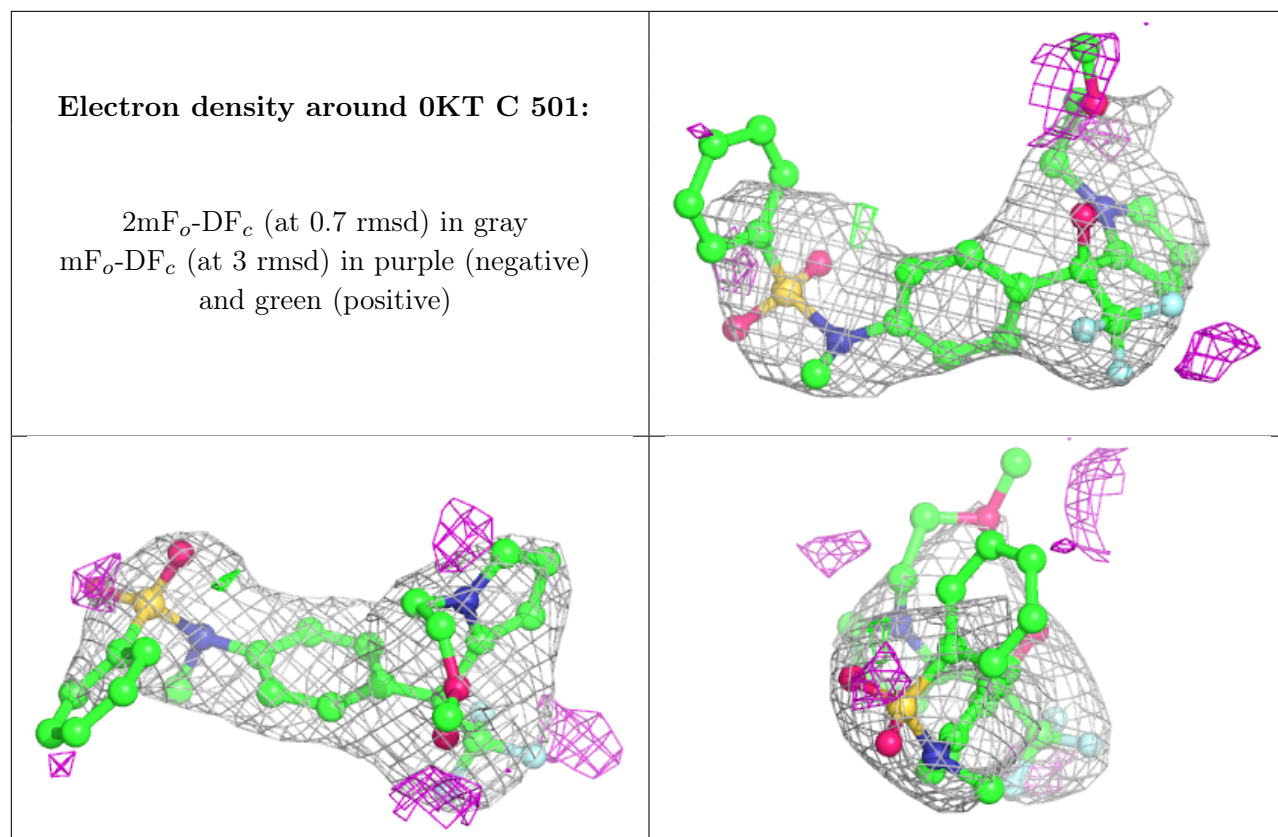 Electron density around 0KT C 501:
2mFo-DFc (at 0.7 rmsd) in gray
mFo-DFc (at 3 rmsd) in purple (negative)
and green (positive)